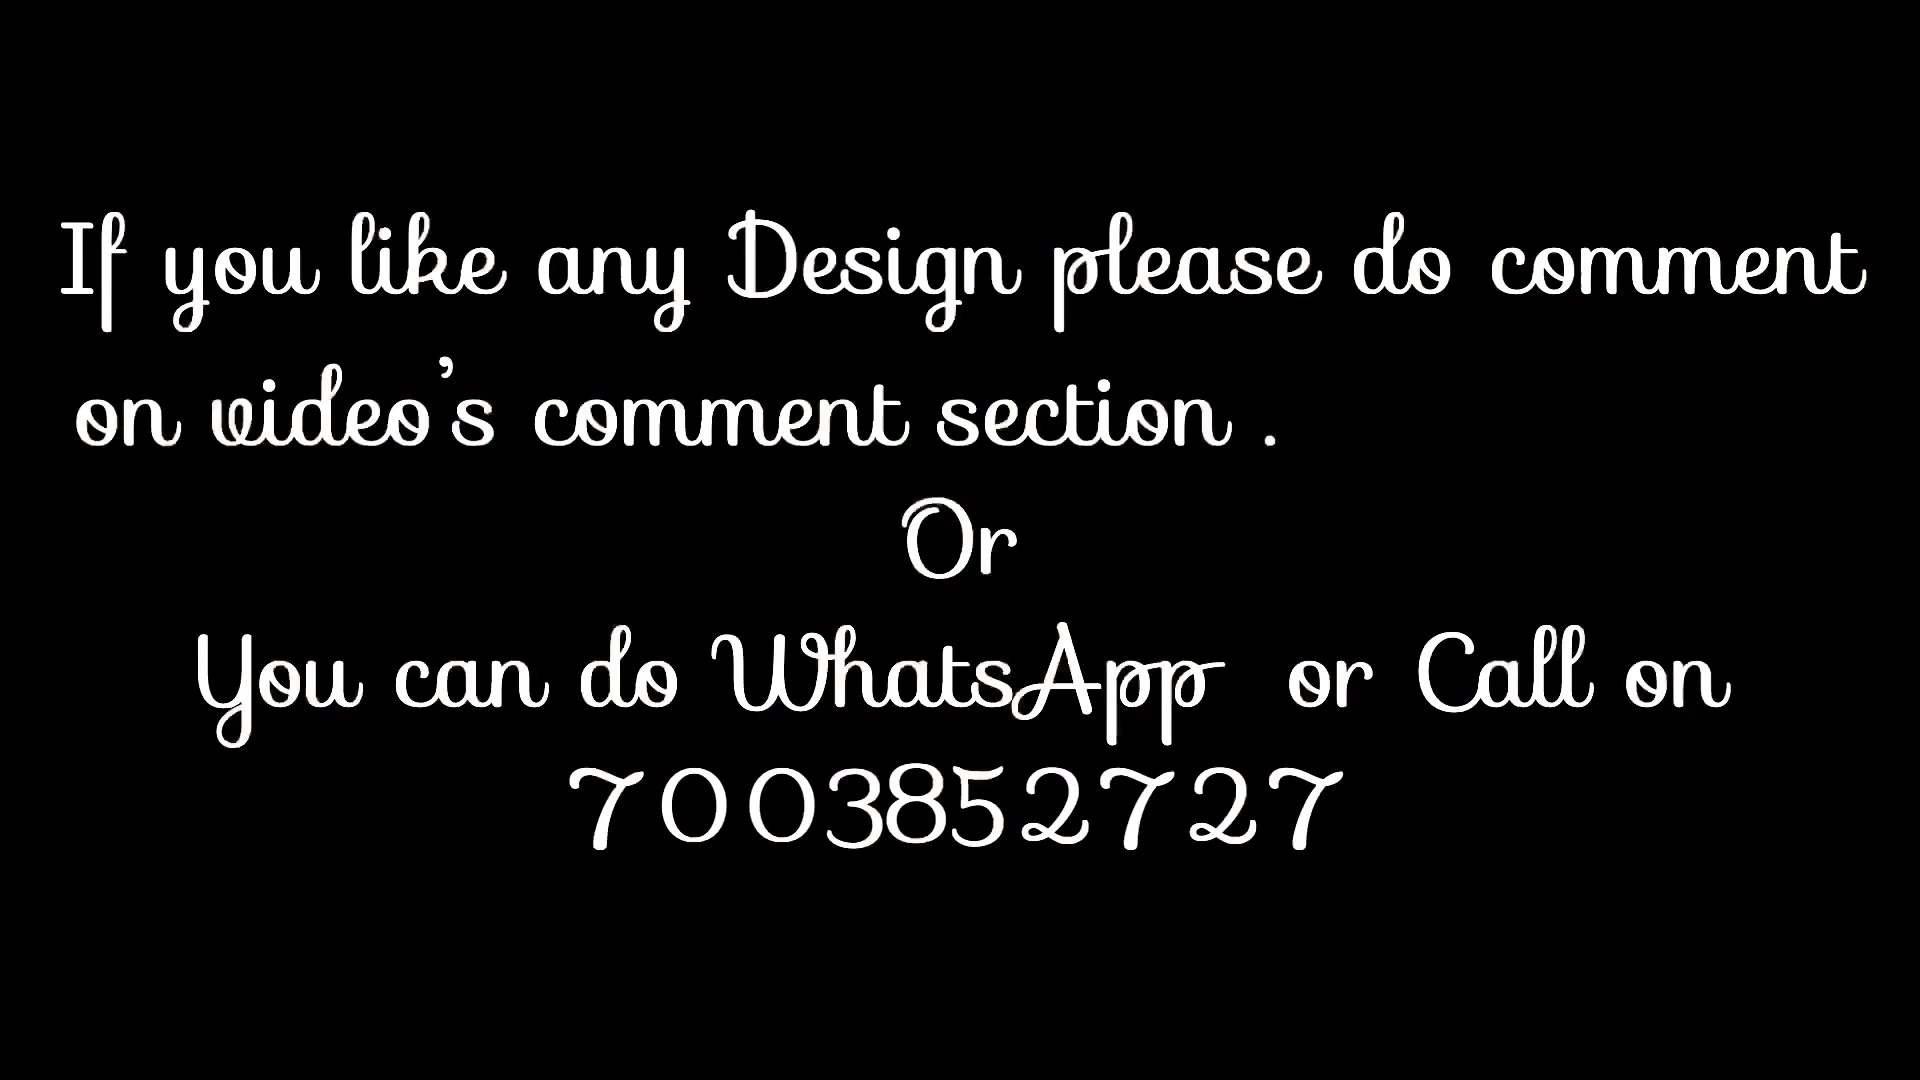 If you like any Design please do comment
on video's comment section .
Or
You can do WhatsApp or Call on
7003852727